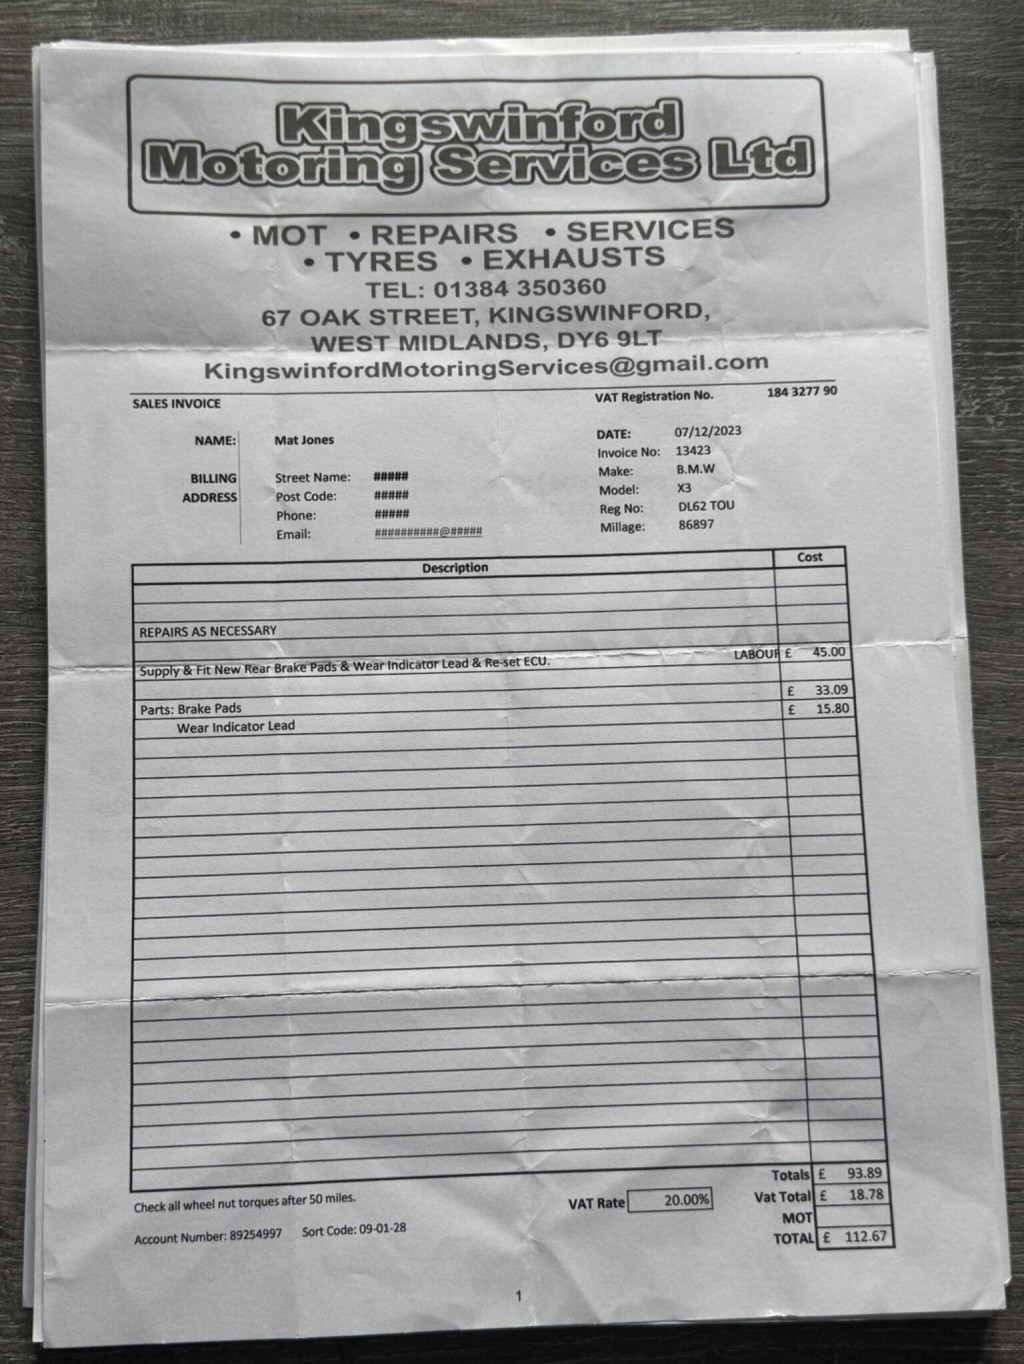 Kingswinford
Motoring Services Ltd
• MOT • REPAIRS • SERVICES
• TYRES • EXHAUSTS
TEL: 01384 350360
67 OAK STREET, KINGSWINFORD,
WEST MIDLANDS, DY6 9LT
KingswinfordMotoringServices@gmail.com
SALES INVOICE VAT Registration No. 184 3277 90
NAME: Mat Jones DATE: 07/12/2023
Invoice No: 13423
BILLING Street Name: ##### Make: B.M.W
ADDRESS Post Code: ##### Model: X3
Phone: ##### Reg No: DL62 TOU
Email: ##########@##### Millage: 86897
Description Cost
REPAIRS AS NECESSARY
Supply & Fit New Rear Brake Pads & Wear Indicator Lead & Re-set ECU. LABOUR £ 45.00
Parts: Brake Pads £ 33.09
Wear Indicator Lead £ 15.80
Totals £ 93.89
Check all wheel nut torques after 50 miles. VAT Rate 20.00% Vat Total £ 18.78
MOT
Account Number: 89254997 Sort Code: 09-01-28 TOTAL £ 112.67
1